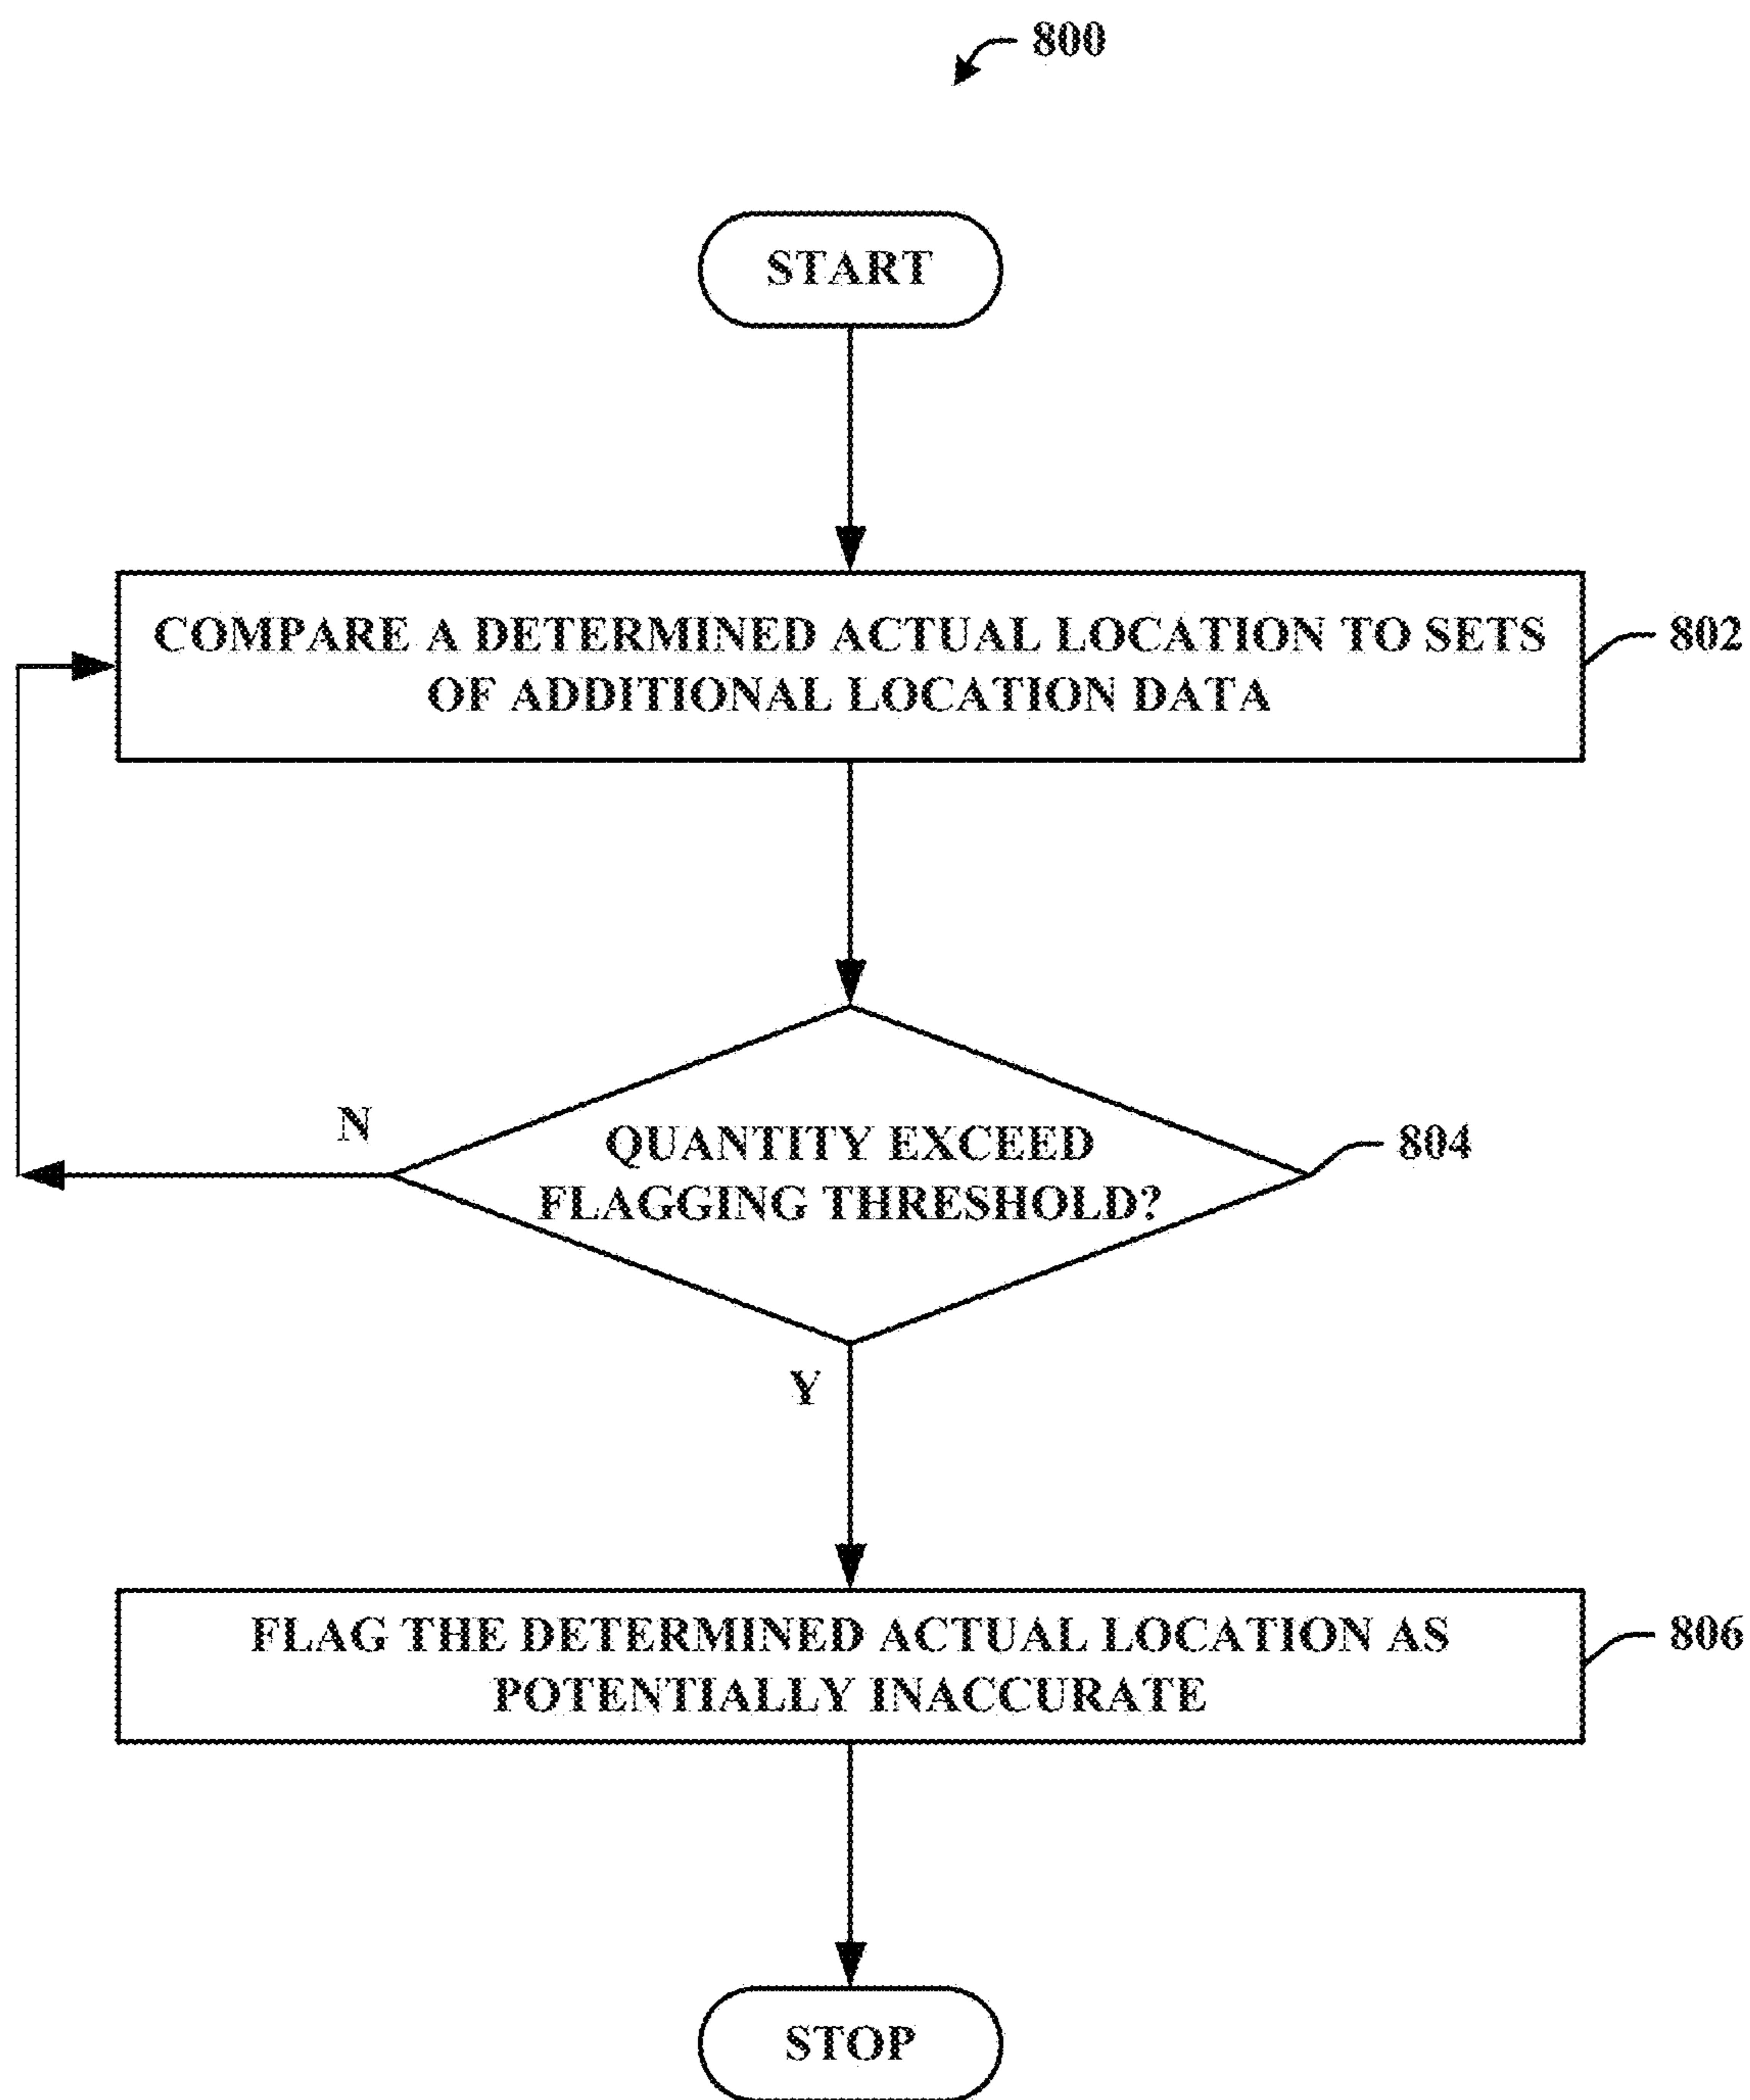 800
START
COMPARE A DETERMINED ACTUAL LOCATION TO SETS
OF ADDITIONAL LOCATION DATA
802
N
QUANTITY EXCEED
FLAGGING THRESHOLD?
804
Y
FLAG THE DETERMINED ACTUAL LOCATION AS
POTENTIALLY INACCURATE
806
STOP